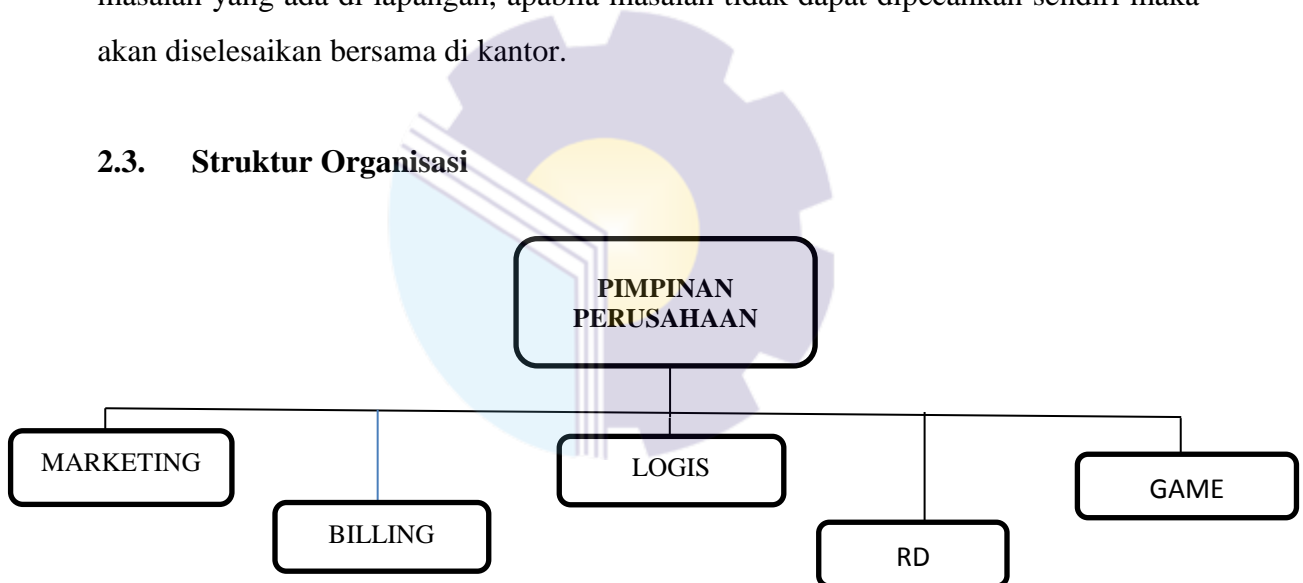 masalah yang ada di lapangan, apabila masalah tidak dapat dipecahkan sendiri maka
akan diselesaikan bersama di kantor.
2.3. Struktur Organisasi
PIMPINAN
PERUSAHAAN
MARKETING
BILLING
LOGIS
RD
GAME